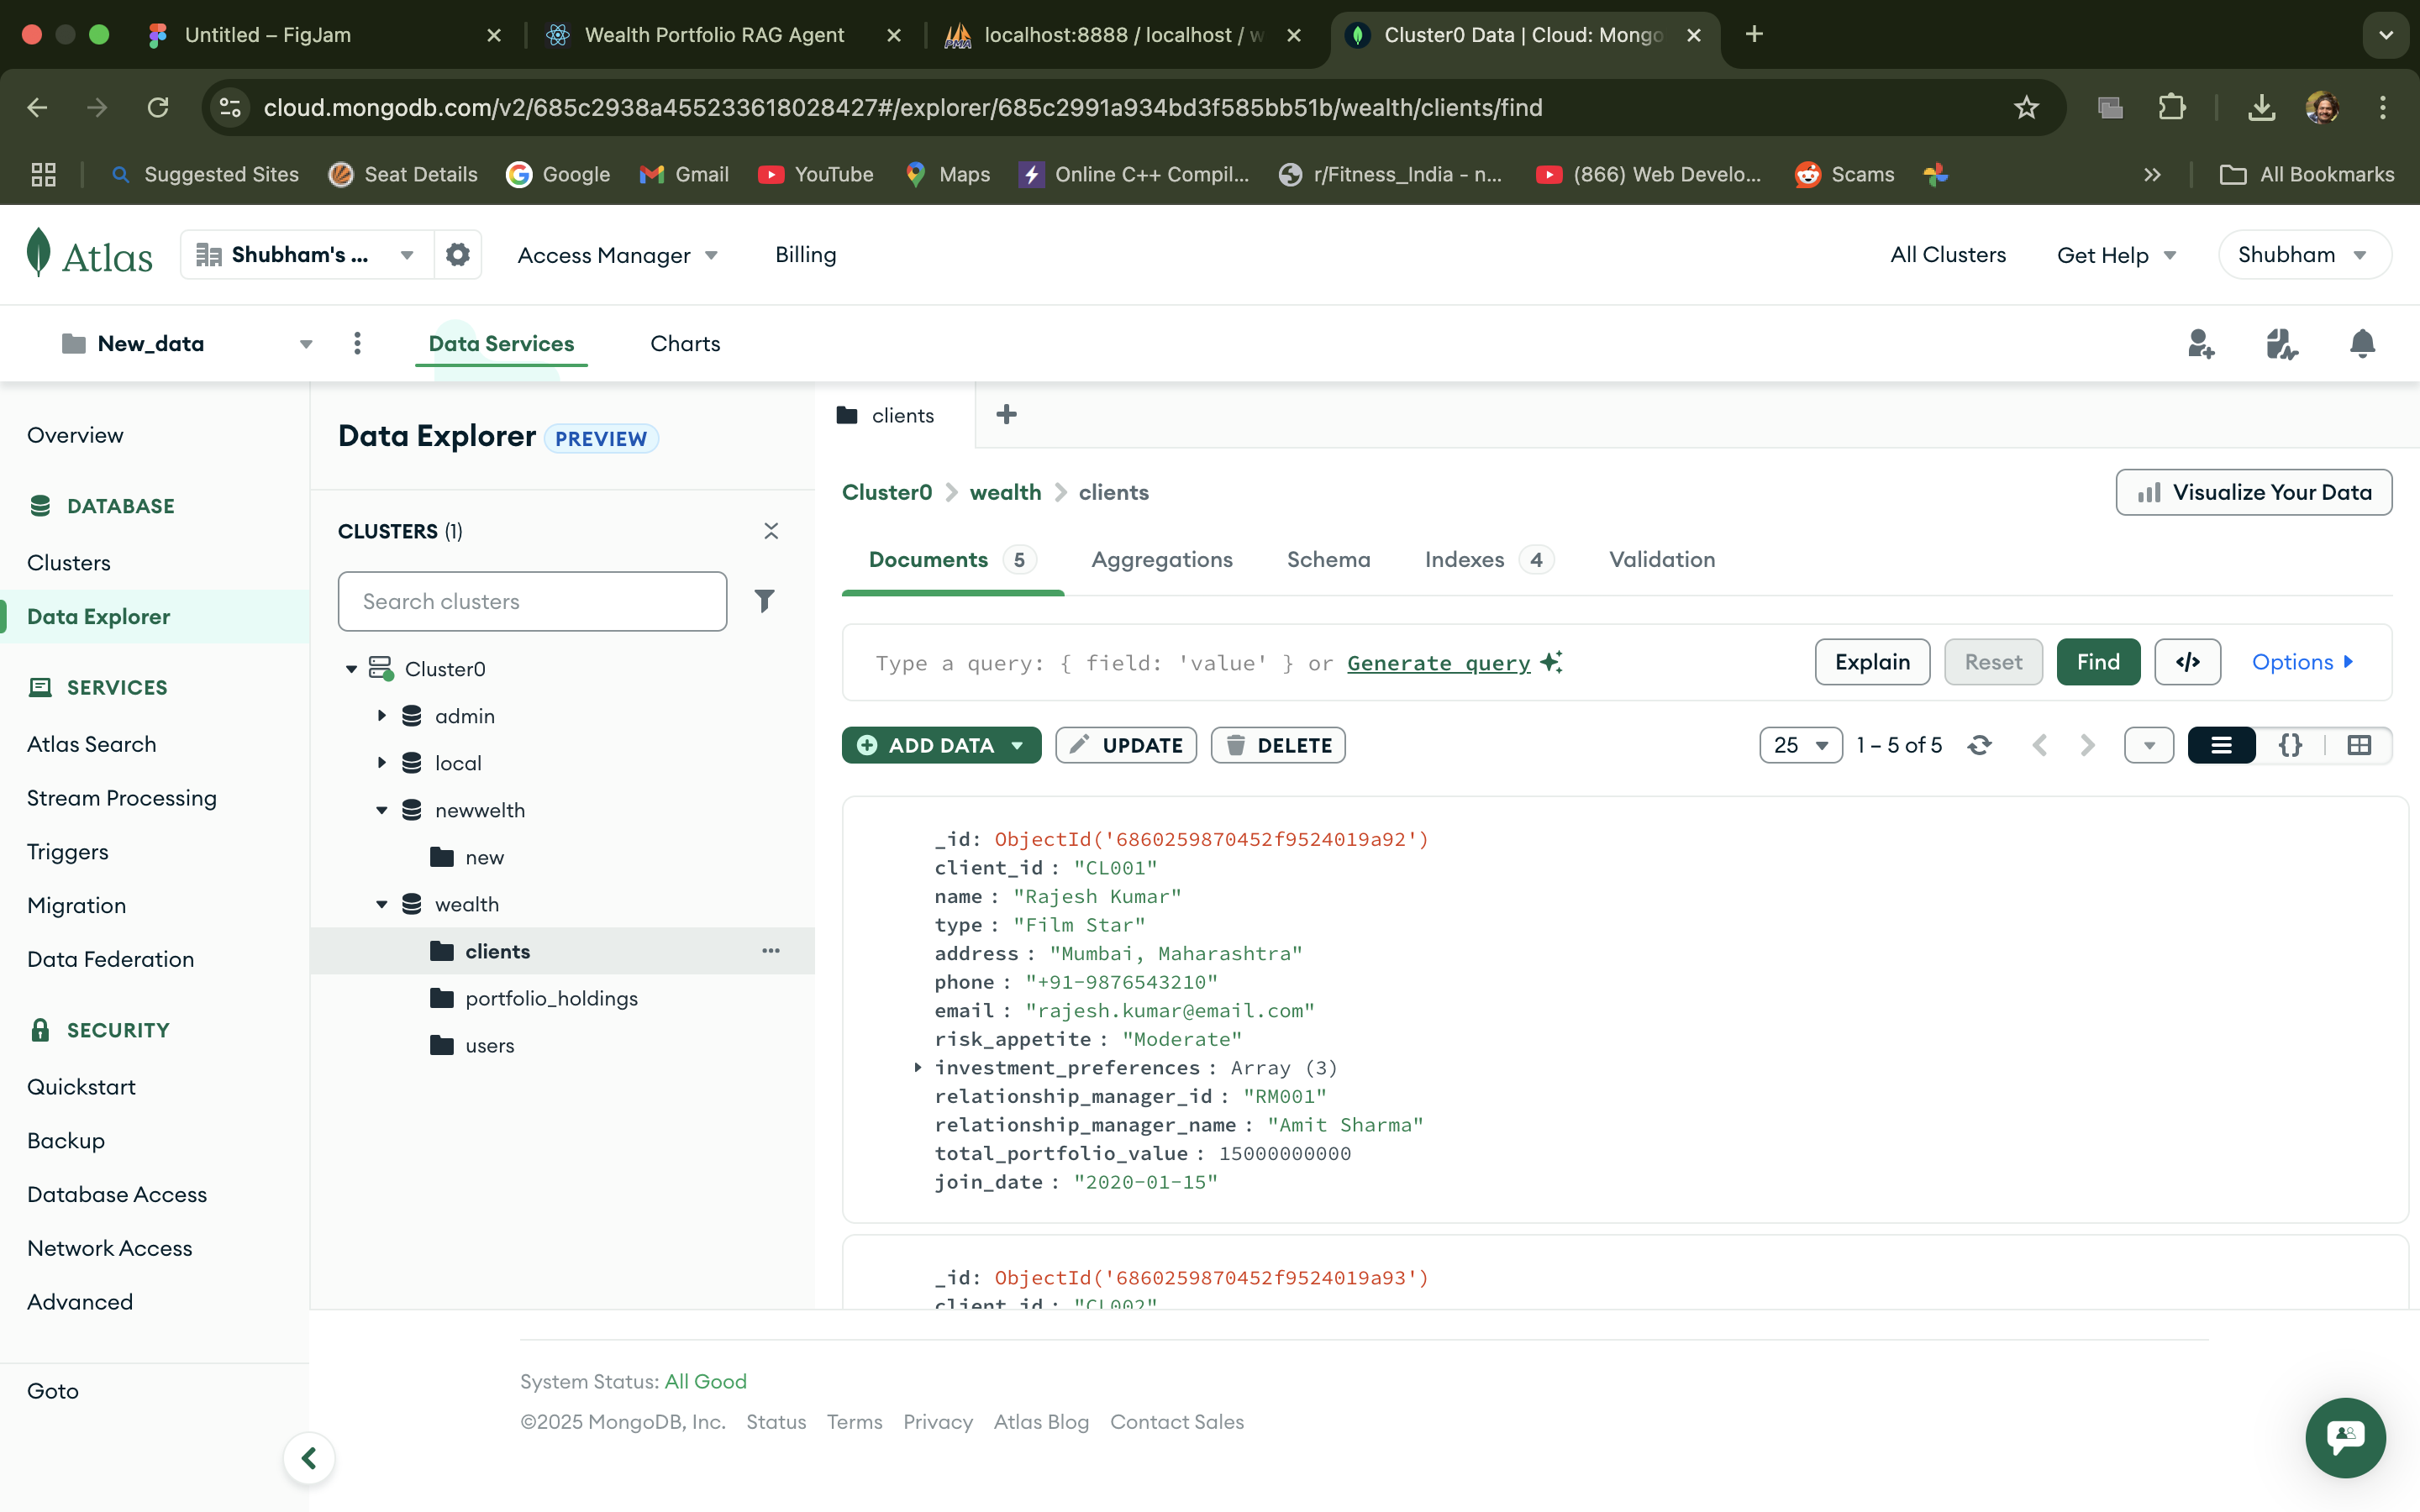 Untitled – FigJam
Wealth Portfolio RAG Agent
localhost:8888 / localhost / w
Cluster0 Data | Cloud: Mongo
cloud.mongodb.com/v2/685c2938a455233618028427#/explorer/685c2991a934bd3f585bb51b/wealth/clients/find
Suggested Sites
Seat Details
Google
Gmail
YouTube
Maps
Online C++ Compil...
r/Fitness_India - n...
(866) Web Develo...
Scams
All Bookmarks
Atlas
Shubham's ...
Access Manager
Billing
All Clusters
Get Help
Shubham
New_data
Data Services
Charts
Overview
DATABASE
Clusters
Data Explorer
SERVICES
Atlas Search
Stream Processing
Triggers
Migration
Data Federation
SECURITY
Quickstart
Backup
Database Access
Network Access
Advanced
Goto
Data Explorer PREVIEW
CLUSTERS (1)
Search clusters
Cluster0
admin
local
newwelth
new
wealth
clients
portfolio_holdings
users
clients
Cluster0 > wealth > clients
Visualize Your Data
Documents 5
Aggregations
Schema
Indexes 4
Validation
Type a query: { field: 'value' } or Generate query
Explain
Reset
Find
</>
Options
ADD DATA
UPDATE
DELETE
25
1 – 5 of 5
{}
_id: ObjectId('6860259870452f9524019a92')
client_id : "CL001"
name : "Rajesh Kumar"
type : "Film Star"
address : "Mumbai, Maharashtra"
phone : "+91-9876543210"
email : "rajesh.kumar@email.com"
risk_appetite : "Moderate"
investment_preferences : Array (3)
relationship_manager_id : "RM001"
relationship_manager_name : "Amit Sharma"
total_portfolio_value : 15000000000
join_date : "2020-01-15"
_id: ObjectId('6860259870452f9524019a93')
client_id : "CL002"
System Status: All Good
©2025 MongoDB, Inc.
Status
Terms
Privacy
Atlas Blog
Contact Sales